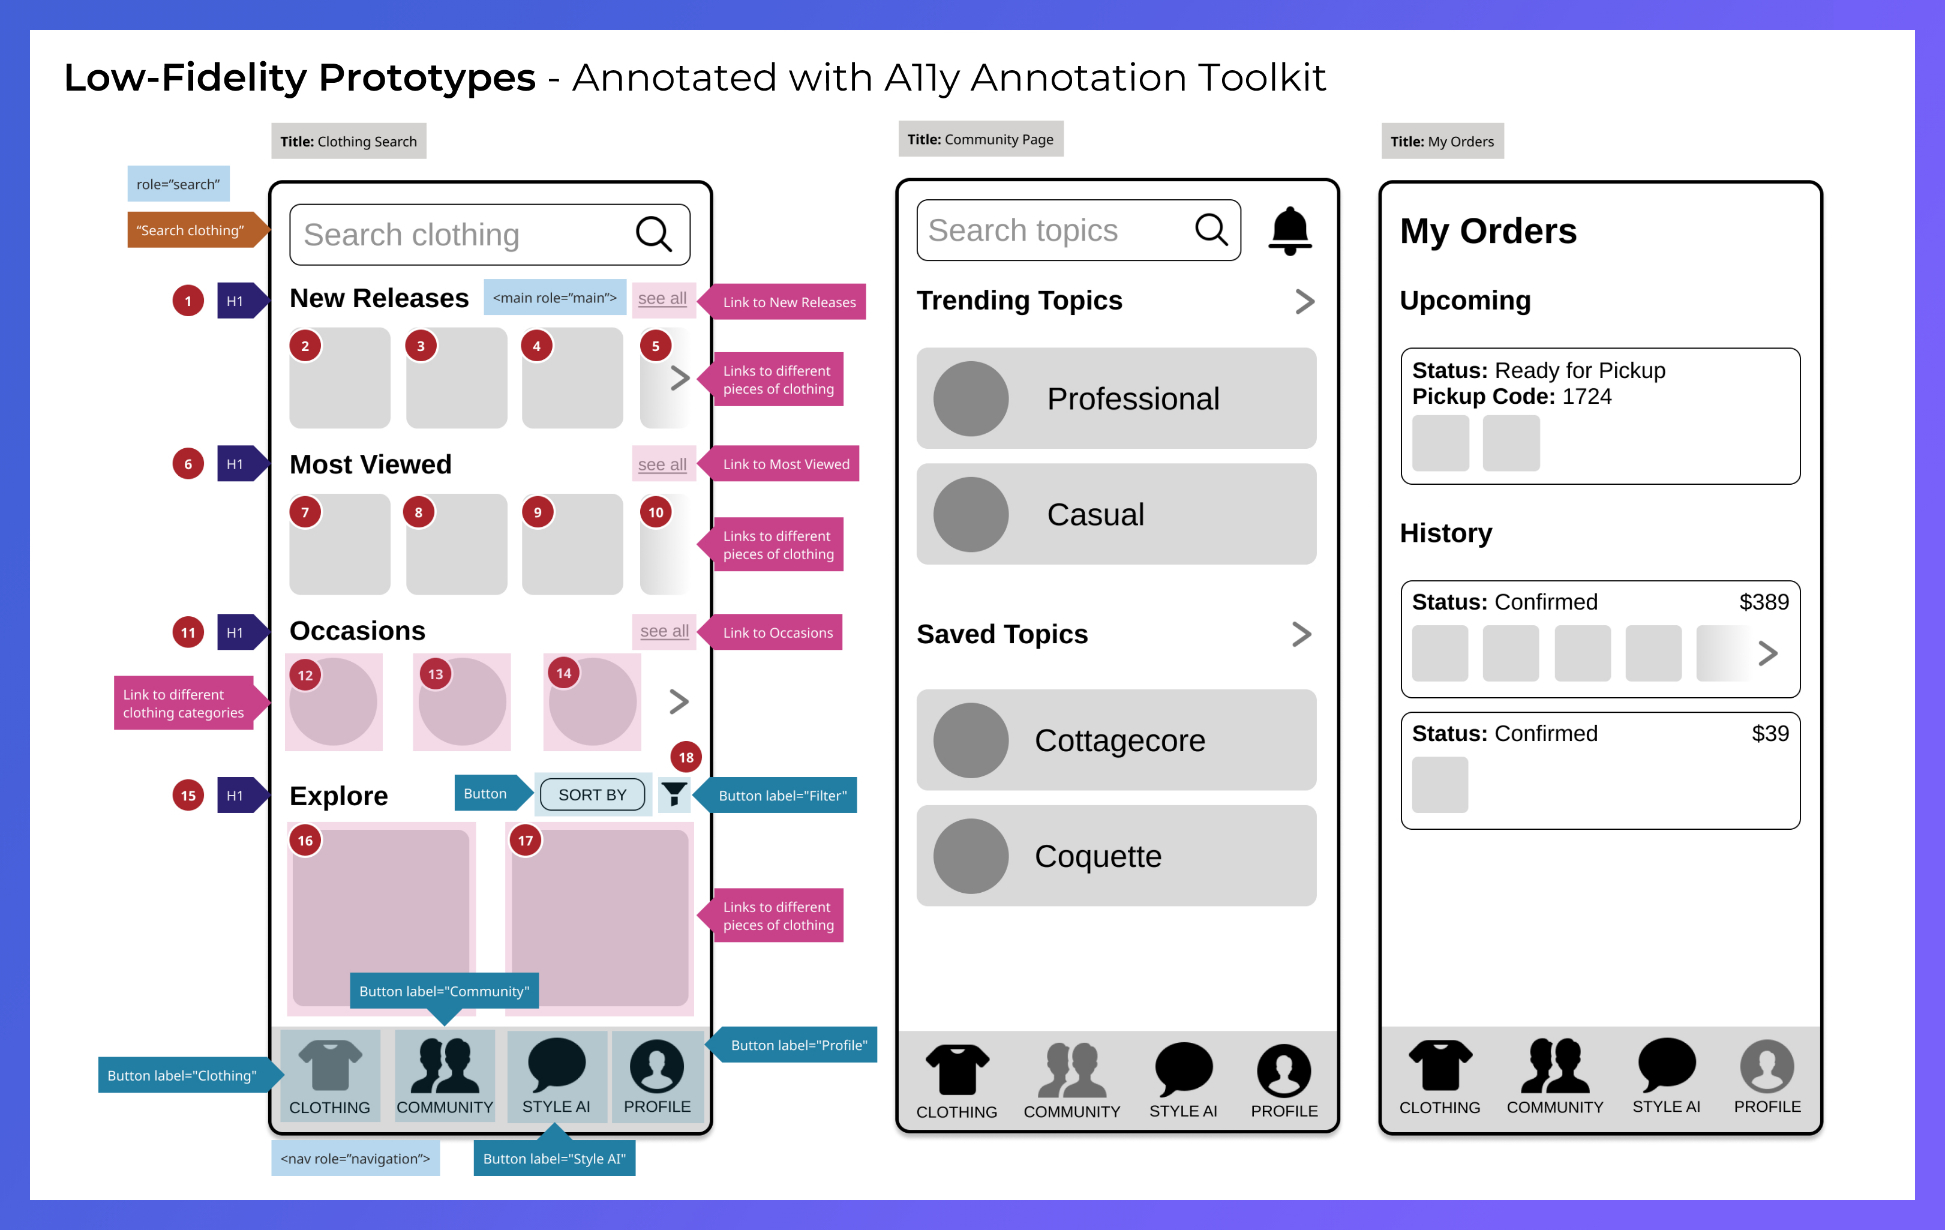 Low-Fidelity Prototypes - Annotated with A11y Annotation Toolkit
Title: Clothing Search
role=”search”
“Search clothing”
Search clothing
1
H1
New Releases
<main role=”main”>
see all
Link to New Releases
2
3
4
5
Links to different
pieces of clothing
6
H1
Most Viewed
see all
Link to Most Viewed
7
8
9
10
Links to different
pieces of clothing
11
H1
Occasions
see all
Link to Occasions
Link to different
clothing categories
12
13
14
15
H1
Explore
Button
SORT BY
18
Button label="Filter"
16
17
Links to different
pieces of clothing
Button label="Community"
Button label="Profile"
Button label="Clothing"
CLOTHING
COMMUNITY
STYLE AI
PROFILE
<nav role=”navigation”>
Button label="Style AI"
Title: Community Page
Search topics
Trending Topics
Professional
Casual
Saved Topics
Cottagecore
Coquette
CLOTHING
COMMUNITY
STYLE AI
PROFILE
Title: My Orders
My Orders
Upcoming
Status: Ready for Pickup
Pickup Code: 1724
History
Status: Confirmed
$389
Status: Confirmed
$39
CLOTHING
COMMUNITY
STYLE AI
PROFILE